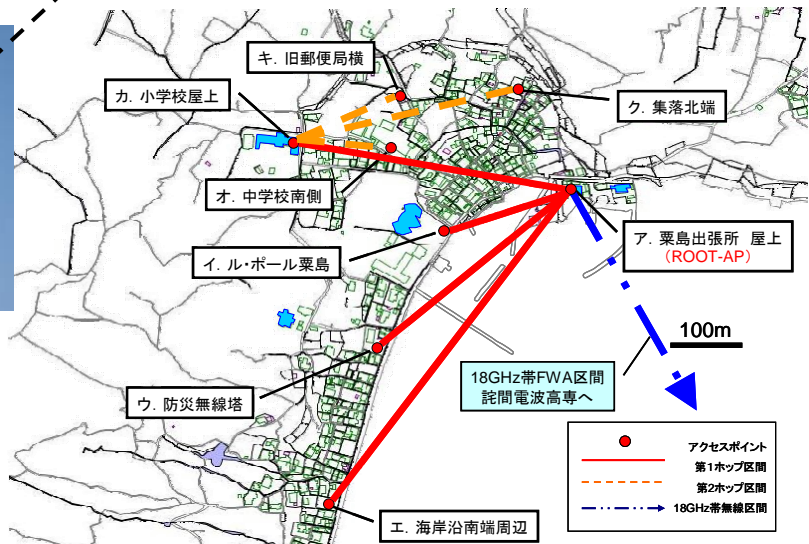 キ. 旧郵便局横
カ. 小学校屋上
ク. 集落北端
オ. 中学校南側
ア. 粟島出張所 屋上
（ROOT-AP）
イ. ル・ポール粟島
100m
18GHz帯FWA区間
詫間電波高専へ
ウ. 防災無線塔
エ. 海岸沿南端周辺
アクセスポイント
第1ホップ区間
第2ホップ区間
18GHz帯無線区間